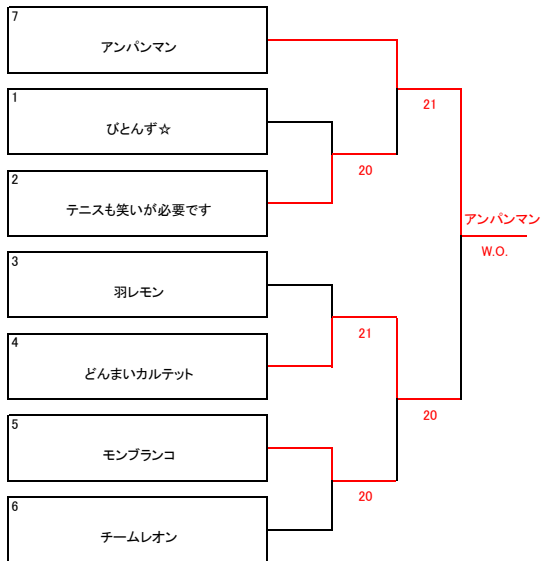 7
アンパンマン
1
びとんず☆
2
テニスも笑いが必要です
3
羽レモン
4
どんまいカルテット
5
モンブランコ
6
チームレオン
20
21
20
21
20
アンパンマン
W.O.